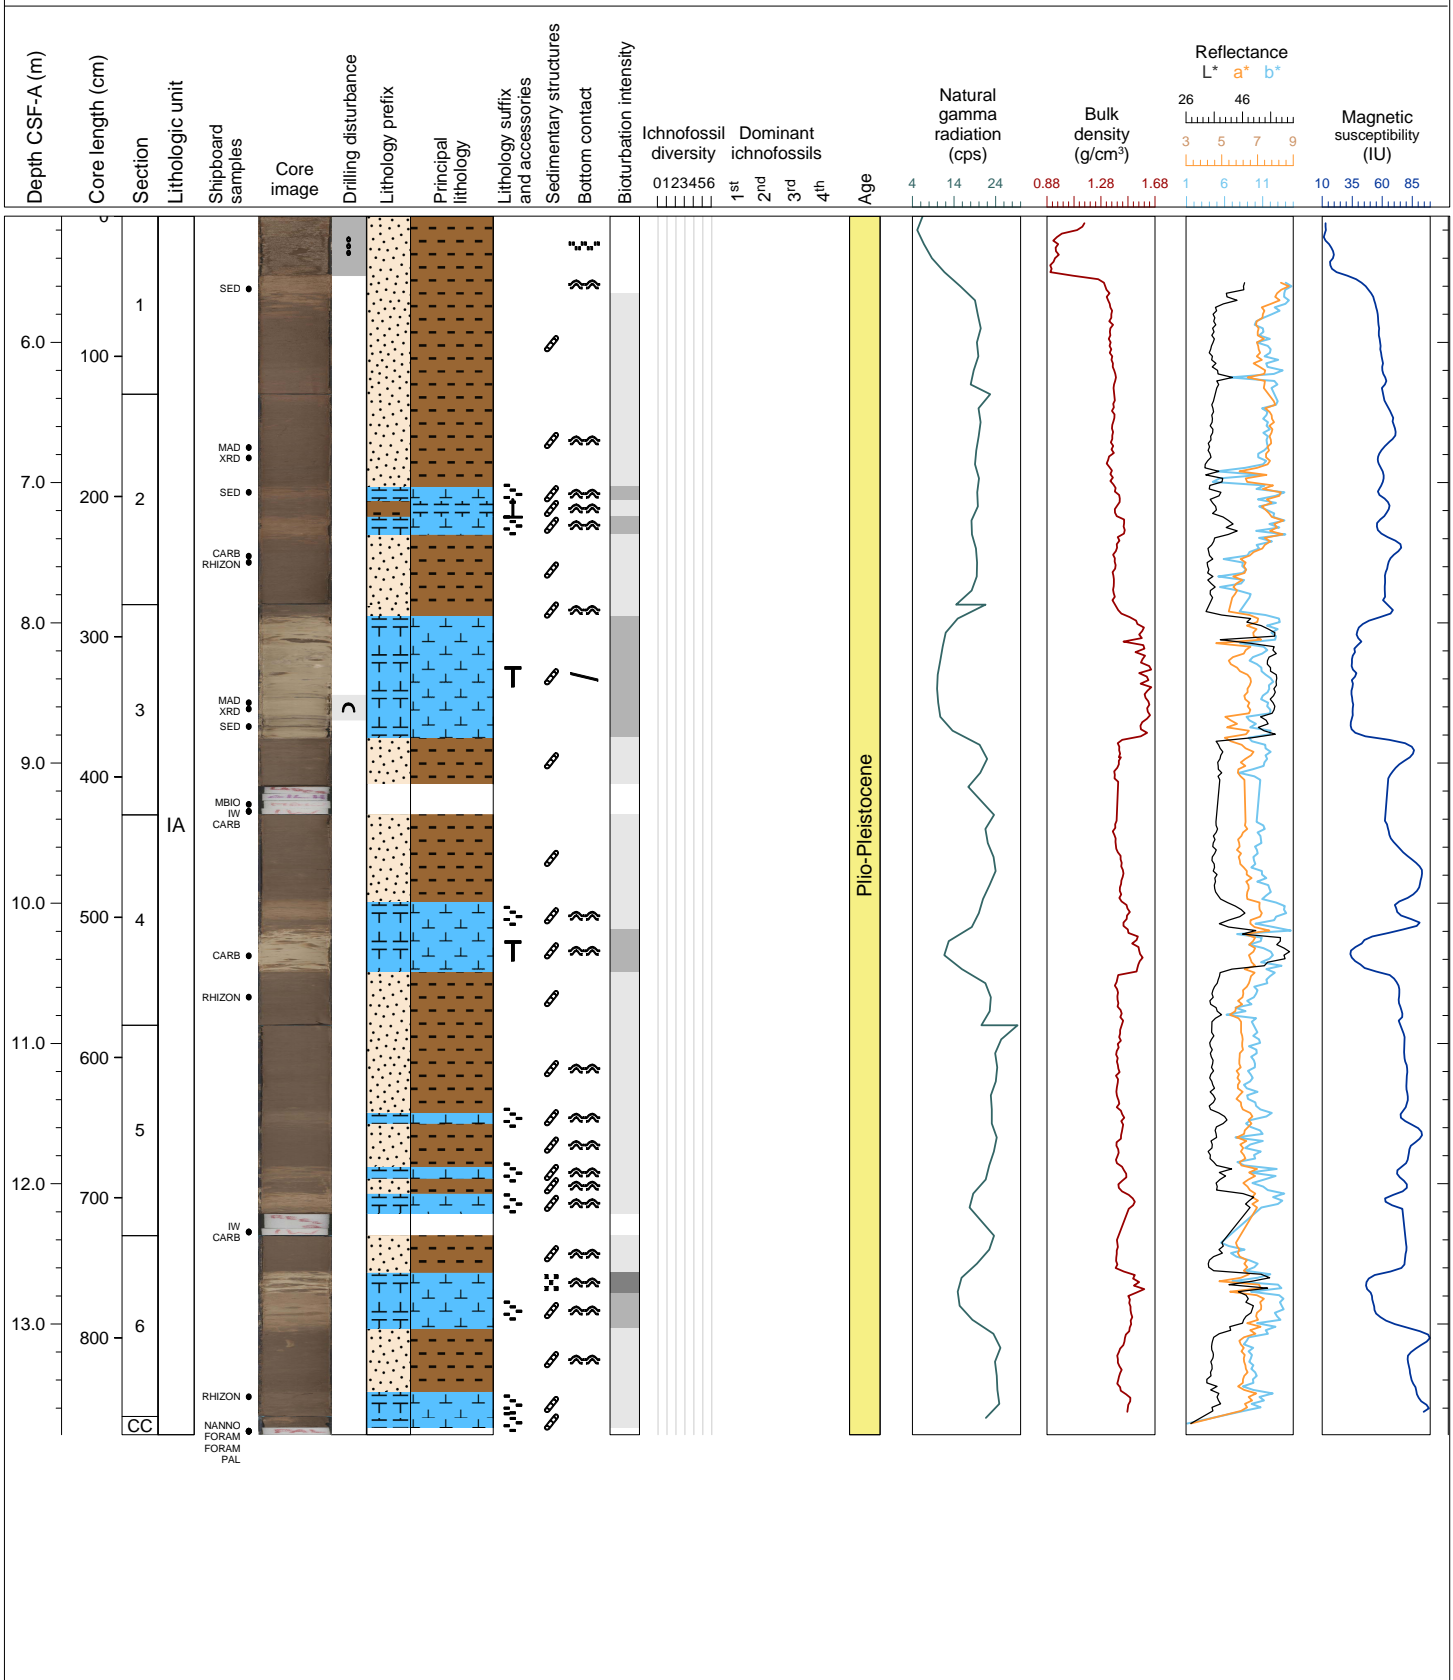 Depth CSF-A (m)
Core length (cm)
Section
Lithologic unit
Shipboard
samples
Core
image
Drilling disturbance
Lithology prefix
Principal
lithology
Lithology suffix
and accessories
Sedimentary structures
Bottom contact
Bioturbation intensity
Ichnofossil
diversity
0123456
Dominant
ichnofossils
1st
2nd
3rd
4th
Age
Natural
gamma
radiation
(cps)
4 14 24
Bulk
density
(g/cm³)
0.88 1.28 1.68
Reflectance
L* a* b*
26 46
3 5 7 9
1 6 11
Magnetic
susceptibility
(IU)
10 35 60 85
0
SED
1
6.0
100
MAD
XRD
7.0
200
2
SED
CARB
RHIZON
8.0
300
MAD
XRD
3
SED
9.0
400
MBIO
IW
CARB
IA
Plio-Pleistocene
10.0
500
4
CARB
RHIZON
11.0
600
5
12.0
700
IW
CARB
13.0
800
6
RHIZON
CC
NANNO
FORAM
FORAM
PAL